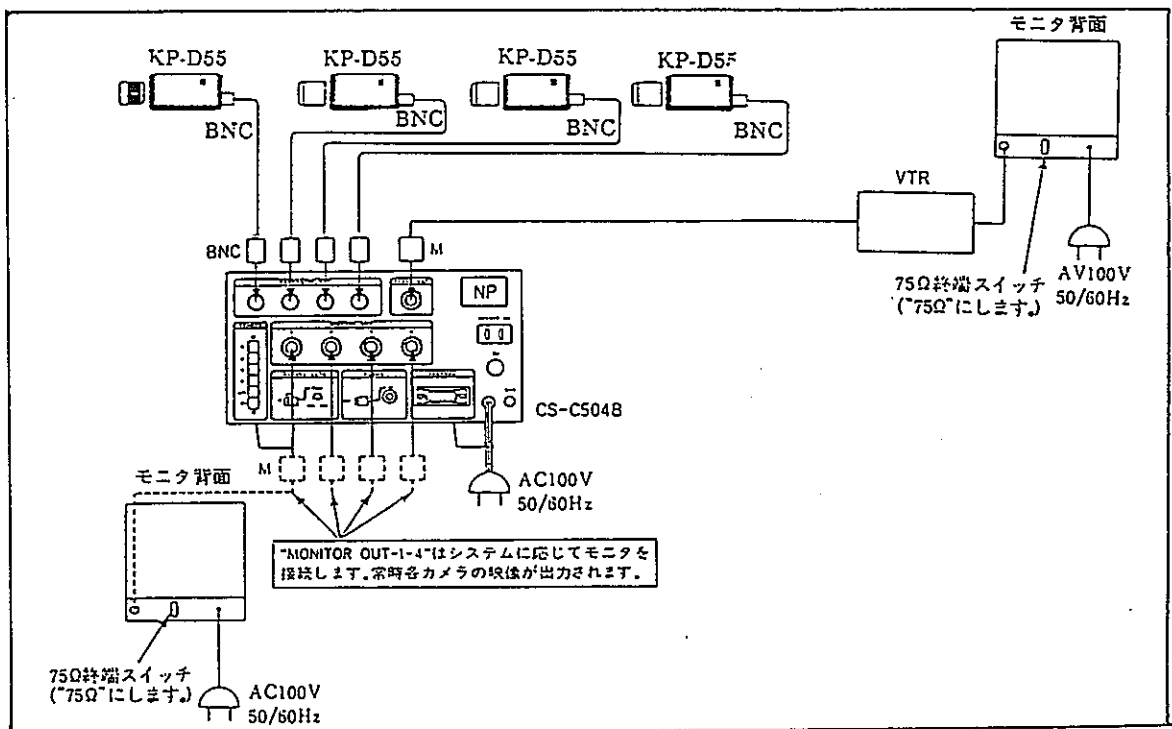 モニタ背面
KP-D55
KP-D55
KP-D55
KP-D55
BNC
BNC
BNC
BNC
VTR
BNC
M
NP
75Ω終端スイッチ
("75Ω"にします。)
AV100V
50/60Hz
CS-C5048
モニタ背面
M
AC100V
50/60Hz
"MONITOR OUT-1-4"はシステムに応じてモニタを
接続します。常時各カメラの映像が出力されます。
75Ω終端スイッチ
("75Ω"にします。)
AC100V
50/60Hz